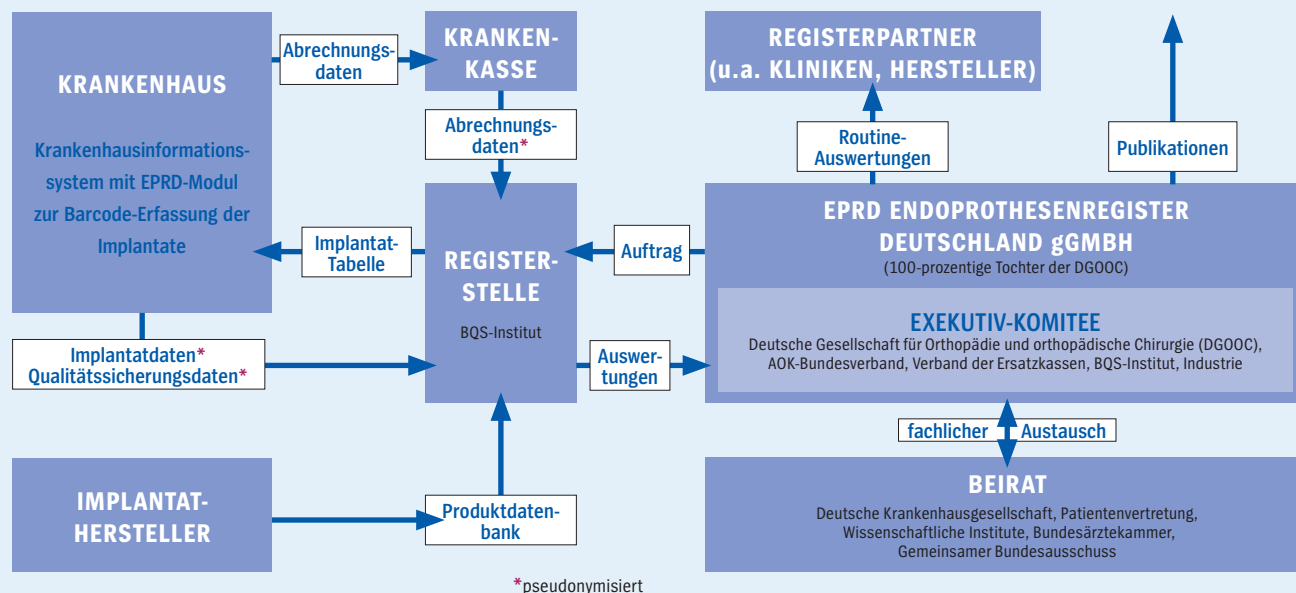 KRANKENHAUS
Krankenhausinformations-
system mit EPRD-Modul
zur Barcode-Erfassung der
Implantate
Abrechnungs-
daten
KRANKEN-
KASSE
Abrechnungs-
daten*
Implantat-
Tabelle
REGISTER-
STELLE
BQS-Institut
Implantatdaten*
Qualitätssicherungsdaten*
IMPLANTAT-
HERSTELLER
Produktdaten-
bank
REGISTERPARTNER
(u.a. KLINIKEN, HERSTELLER)
Routine-
Auswertungen
Publikationen
Auftrag
Auswer-
tungen
EPRD ENDOPROTHESENREGISTER
DEUTSCHLAND gGMBH
(100-prozentige Tochter der DGOOC)
EXEKUTIV-KOMITEE
Deutsche Gesellschaft für Orthopädie und orthopädische Chirurgie (DGOOC),
AOK-Bundesverband, Verband der Ersatzkassen, BQS-Institut, Industrie
fachlicher Austausch
BEIRAT
Deutsche Krankenhausgesellschaft, Patientenvertretung,
Wissenschaftliche Institute, Bundesärztekammer,
Gemeinsamer Bundesausschuss
*pseudonymisiert